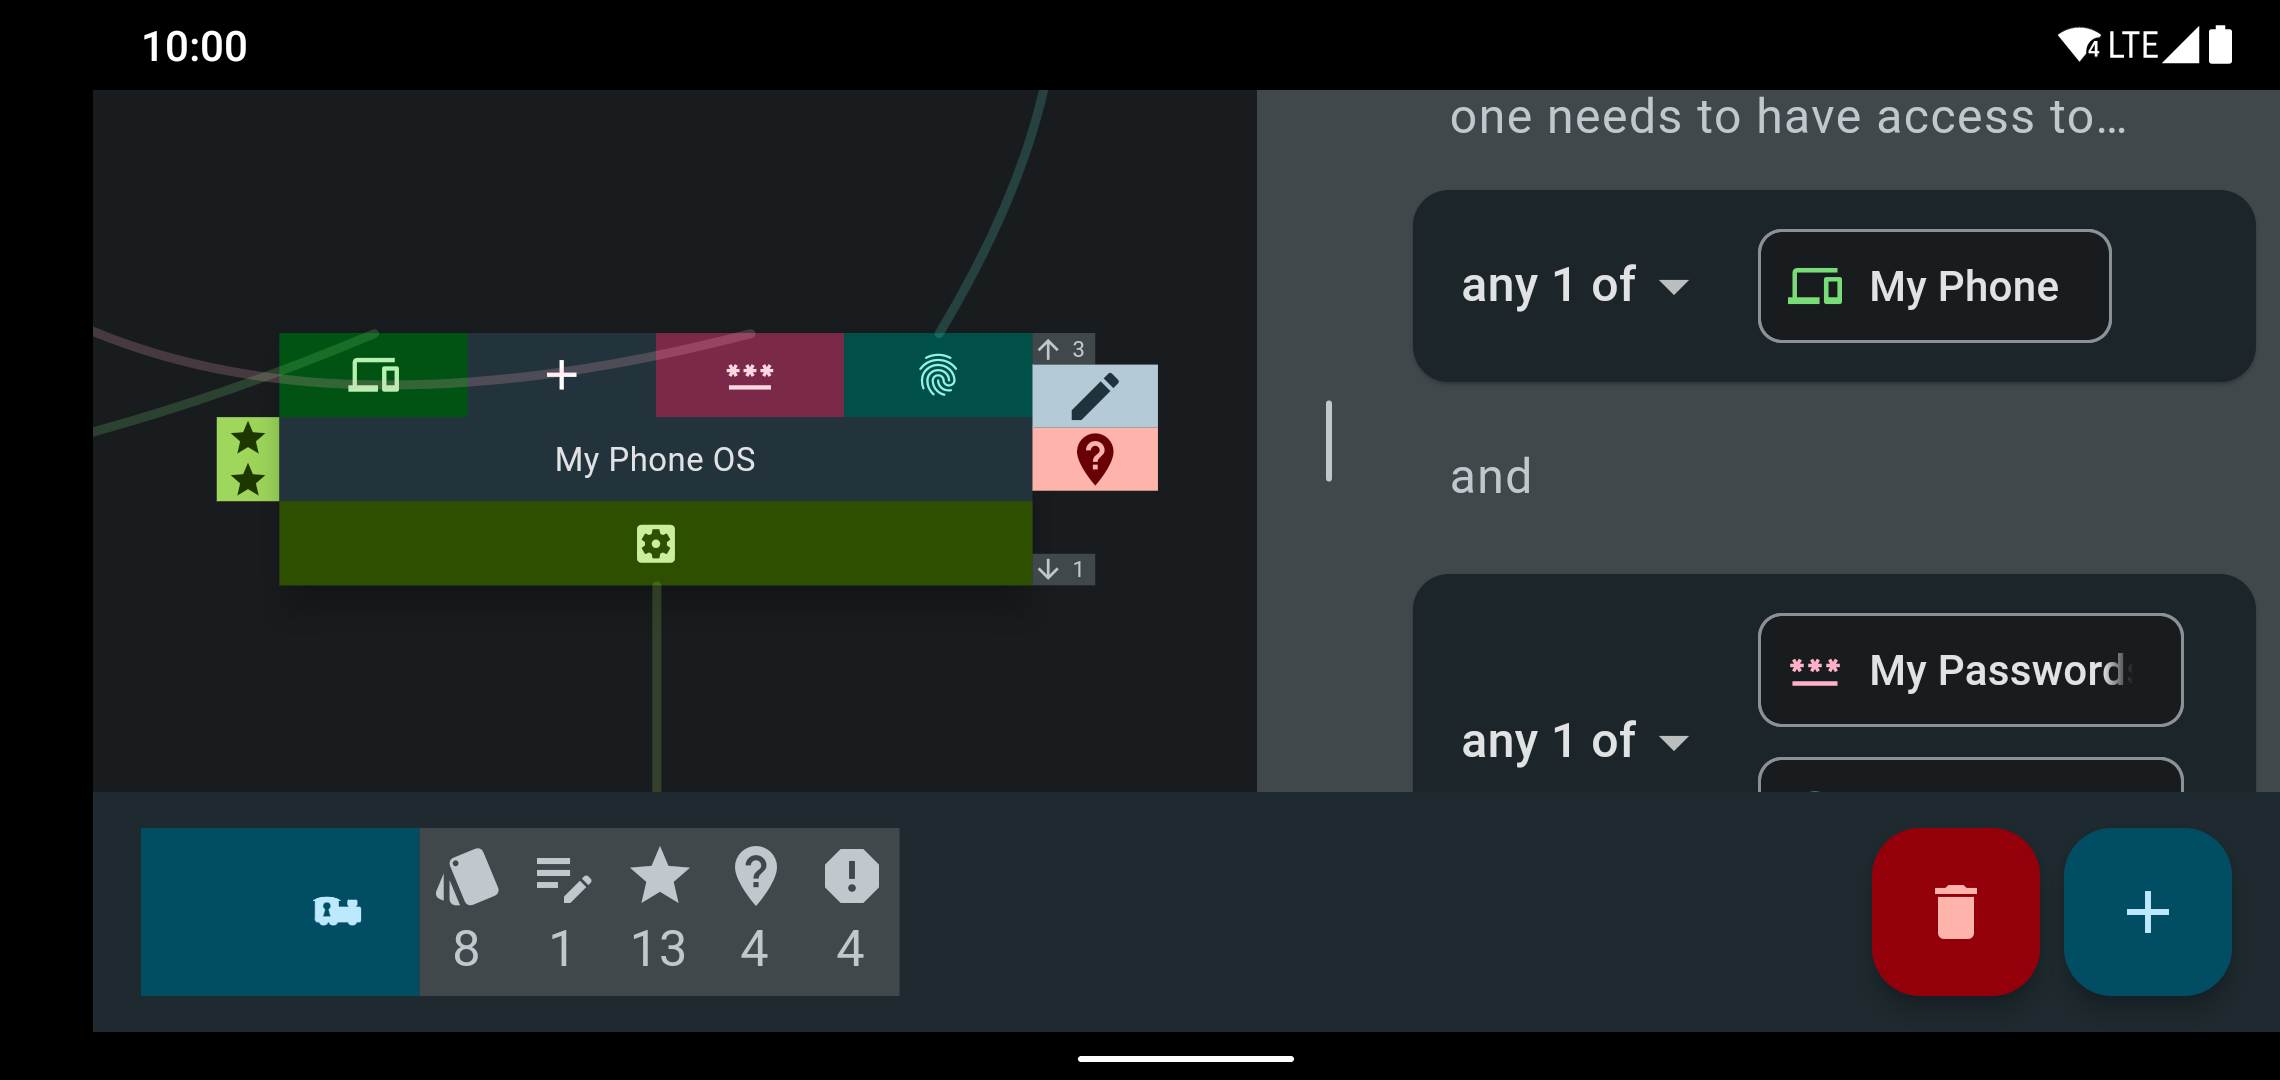 10:00
4 LTE
one needs to have access to…
any 1 of
My Phone
3
My Phone OS
1
and
any 1 of
My Password
8
1
13
4
4